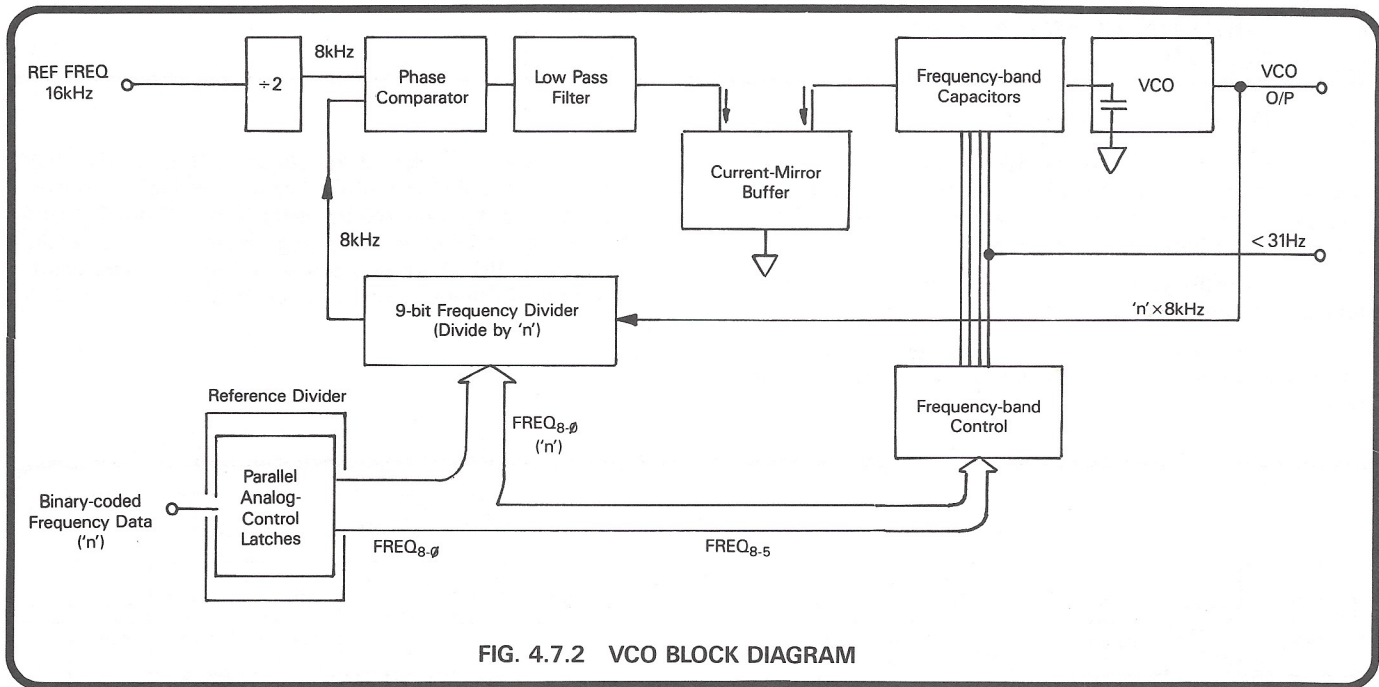 REF FREQ
16kHz
÷2
8kHz
Phase
Comparator
Low Pass
Filter
Current-Mirror
Buffer
Frequency-band
Capacitors
VCO
VCO
O/P
< 31Hz
8kHz
9-bit Frequency Divider
(Divide by 'n')
'n' × 8kHz
Reference Divider
FREQ8-0
('n')
Frequency-band
Control
Binary-coded
Frequency Data
('n')
Parallel
Analog-
Control
Latches
FREQ8-0
FREQ8-5
FIG. 4.7.2 VCO BLOCK DIAGRAM